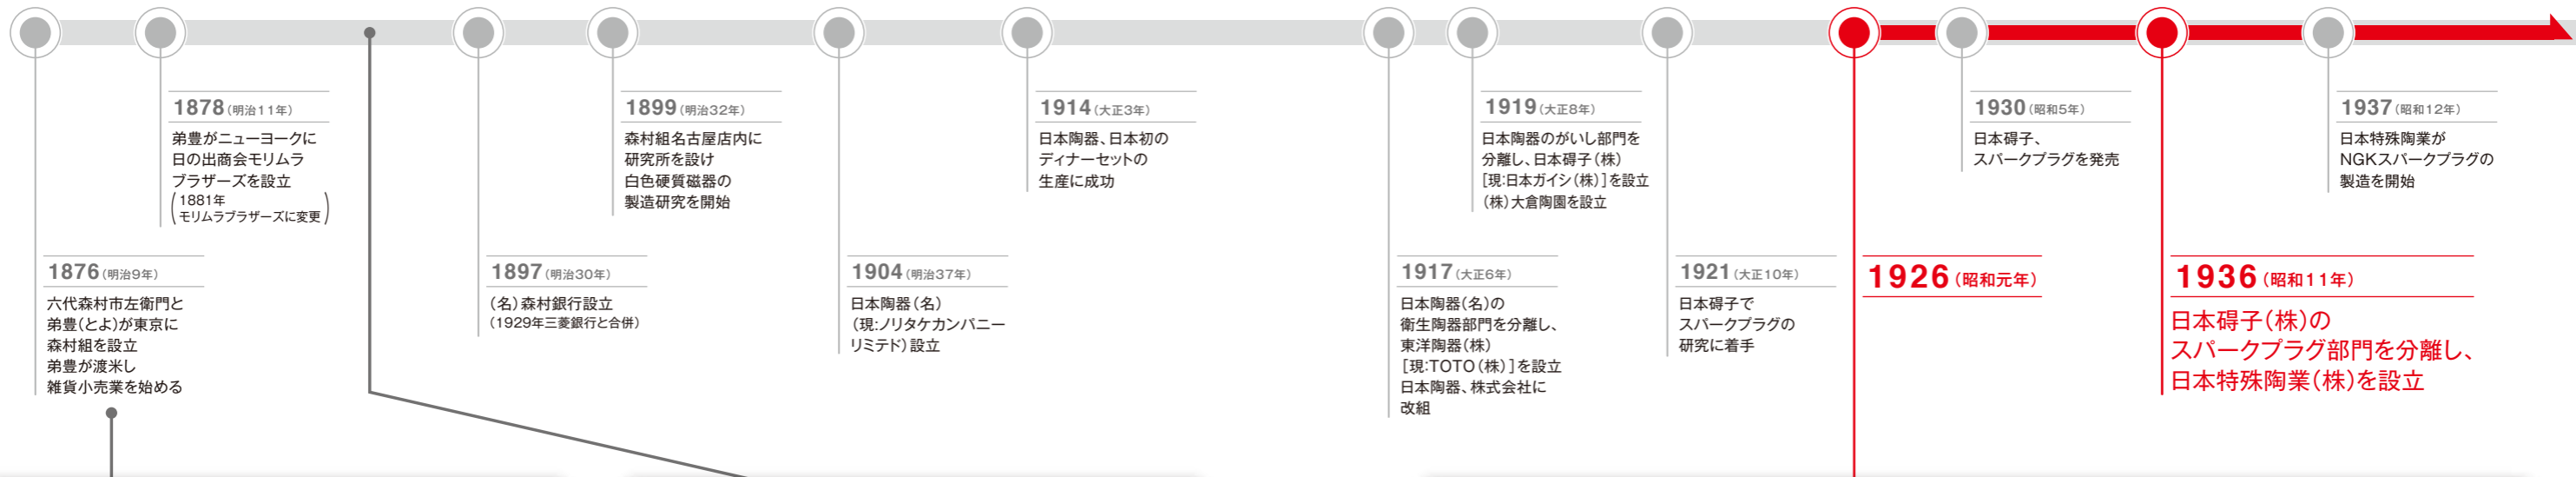 1876(明治9年)
六代森村市左衛門と
弟豊(とよ)が東京に
森村組を設立
弟豊が渡米し
雑貨小売業を始める
1878(明治11年)
弟豊がニューヨークに
日の出商会モリムラ
ブラザーズを設立
(1881年
モリムラブラザーズに変更)
1897(明治30年)
(名)森村銀行設立
(1929年三菱銀行と合併)
1899(明治32年)
森村組名古屋店内に
研究所を設け
白色硬質磁器の
製造研究を開始
1904(明治37年)
日本陶器(名)
(現:ノリタケカンパニー
リミテド)設立
1914(大正3年)
日本陶器、日本初の
ディナーセットの
生産に成功
1917(大正6年)
日本陶器(名)の
衛生陶器部門を分離し、
東洋陶器(株)
[現:TOTO(株)]を設立
日本陶器、株式会社に
改組
1919(大正8年)
日本陶器のがいし部門を
分離し、日本碍子(株)
[現:日本ガイシ(株)]を設立
(株)大倉陶園を設立
1921(大正10年)
日本碍子で
スパークプラグの
研究に着手
1926(昭和元年)
1930(昭和5年)
日本碍子、
スパークプラグを発売
1936(昭和11年)
日本碍子(株)の
スパークプラグ部門を分離し、
日本特殊陶業(株)を設立
1937(昭和12年)
日本特殊陶業が
NGKスパークプラグの
製造を開始